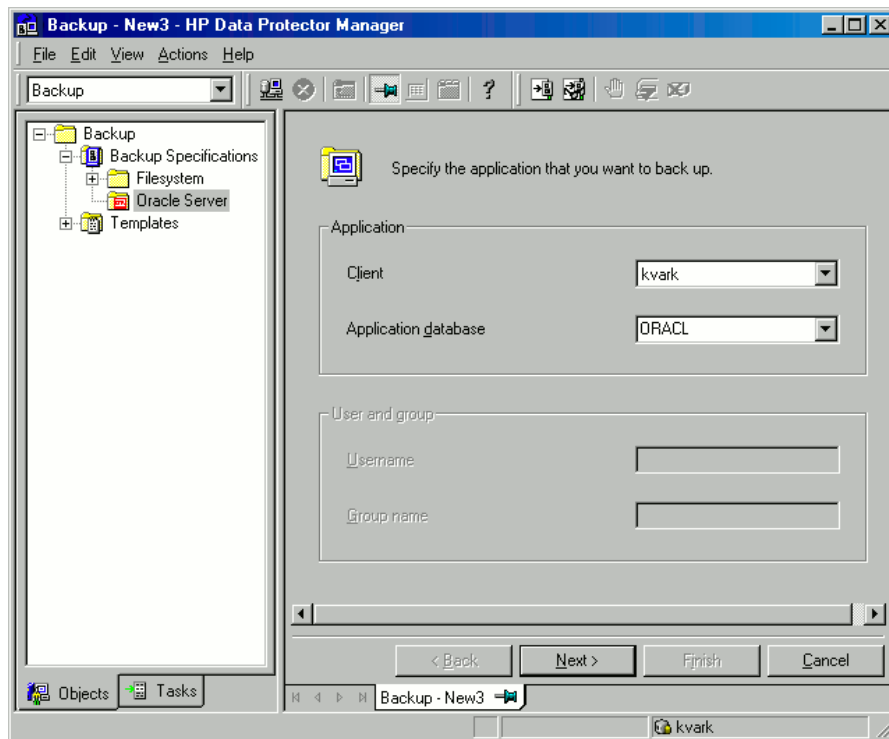 Backup - New3 - HP Data Protector Manager
File Edit View Actions Help
Backup
Backup
Backup Specifications
Filesystem
Oracle Server
Templates
Specify the application that you want to back up.
Application
Client
kvark
Application database
ORACL
User and group
Username
Group name
< Back
Next >
Finish
Cancel
Objects
Tasks
Backup - New3
kvark